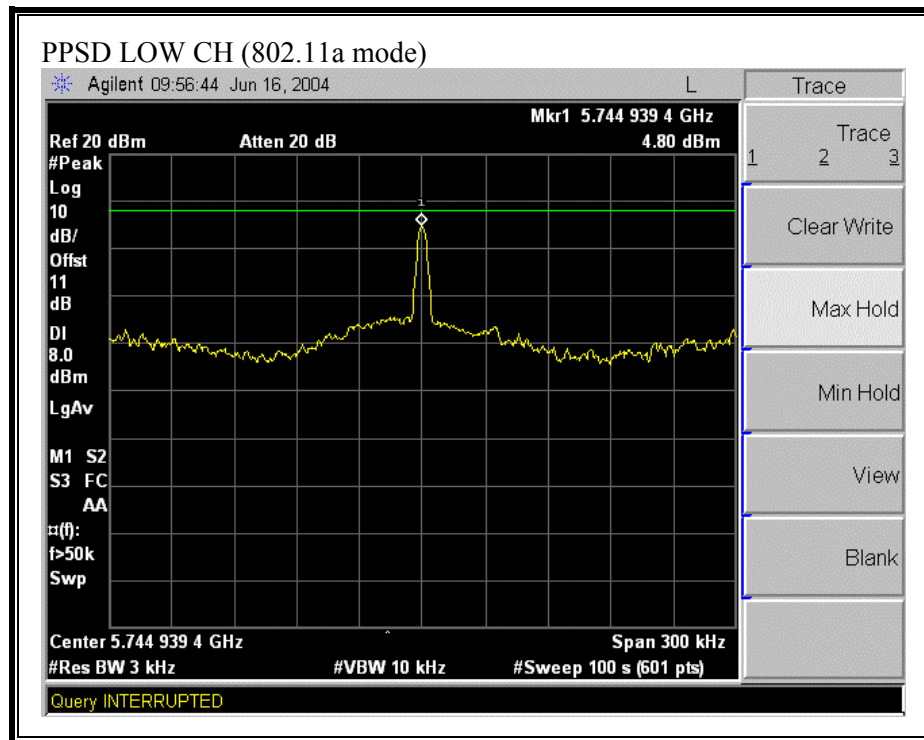 PPSD LOW CH (802.11a mode)
Agilent 09:56:44 Jun 16, 2004 L Trace
Mkr1 5.744 939 4 GHz
Ref 20 dBm Atten 20 dB 4.80 dBm
#Peak
Log
10
dB/
Offst
11
dB
DI
8.0
dBm
LgAv
M1 S2
S3 FC
AA
¤(f):
f>50k
Swp
1
Center 5.744 939 4 GHz Span 300 kHz
#Res BW 3 kHz #VBW 10 kHz #Sweep 100 s (601 pts)
Query INTERRUPTED
Trace
1 2 3
Clear Write
Max Hold
Min Hold
View
Blank